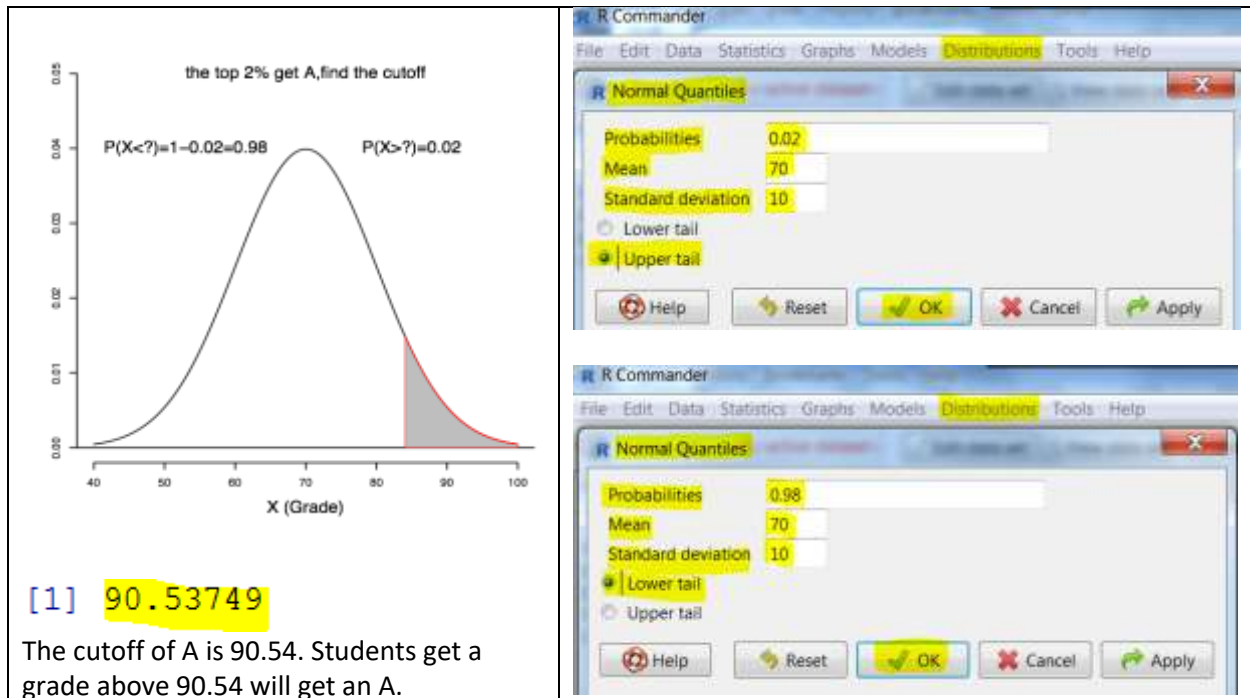 the top 2% get A,find the cutoff
P(X<?)=1−0.02=0.98
P(X>?)=0.02
0.05
0.04
0.03
0.02
0.01
0.00
40 50 60 70 80 90 100
X (Grade)
[1] 90.53749
The cutoff of A is 90.54. Students get a
grade above 90.54 will get an A.
R Commander
File Edit Data Statistics Graphs Models Distributions Tools Help
Normal Quantiles
Probabilities 0.02
Mean 70
Standard deviation 10
Lower tail
Upper tail
Help Reset OK Cancel Apply
R Commander
File Edit Data Statistics Graphs Models Distributions Tools Help
Normal Quantiles
Probabilities 0.98
Mean 70
Standard deviation 10
Lower tail
Upper tail
Help Reset OK Cancel Apply